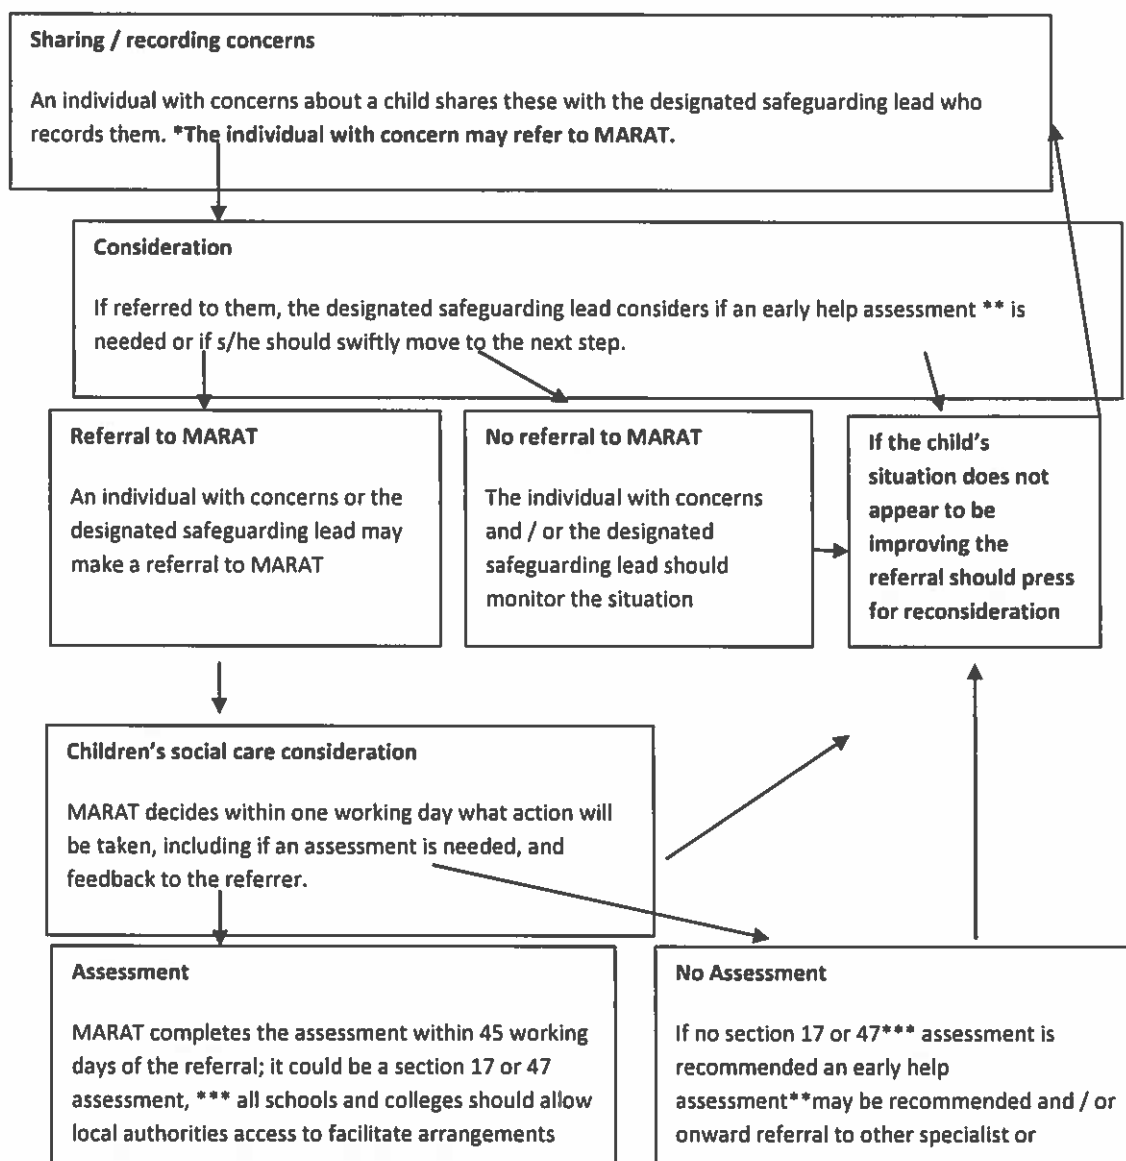 Sharing / recording concerns
An individual with concerns about a child shares these with the designated safeguarding lead who
records them. *The individual with concern may refer to MARAT.
Consideration
If referred to them, the designated safeguarding lead considers if an early help assessment ** is
needed or if s/he should swiftly move to the next step.
Referral to MARAT
An individual with concerns or the
designated safeguarding lead may
make a referral to MARAT
No referral to MARAT
The individual with concerns
and / or the designated
safeguarding lead should
monitor the situation
If the child's
situation does not
appear to be
improving the
referral should press
for reconsideration
Children's social care consideration
MARAT decides within one working day what action will
be taken, including if an assessment is needed, and
feedback to the referrer.
Assessment
MARAT completes the assessment within 45 working
days of the referral; it could be a section 17 or 47
assessment, *** all schools and colleges should allow
local authorities access to facilitate arrangements
No Assessment
If no section 17 or 47*** assessment is
recommended an early help
assessment**may be recommended and / or
onward referral to other specialist or